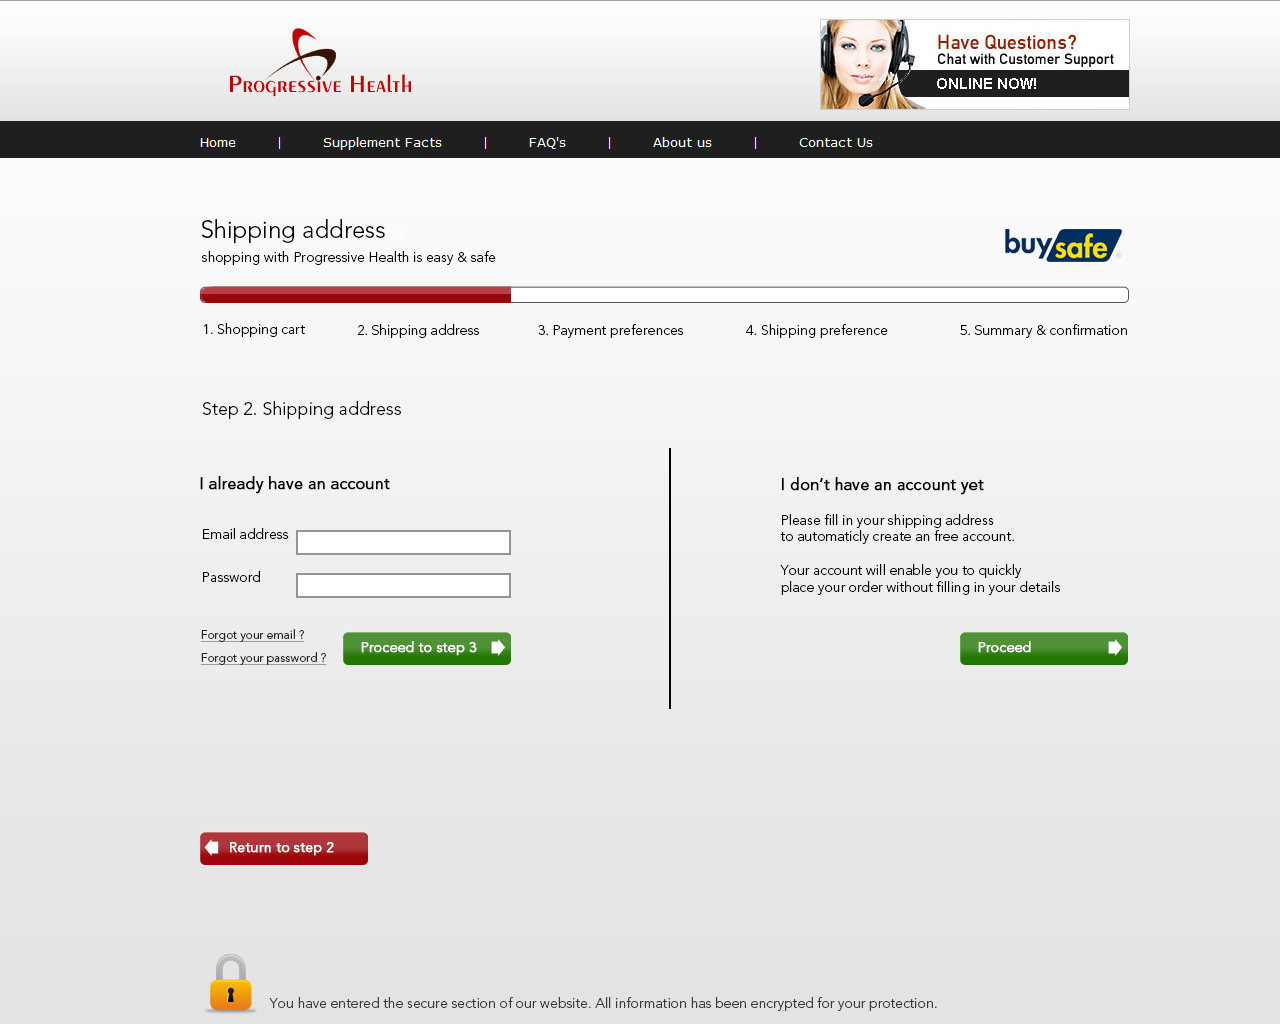 Progressive Health
Have Questions?
Chat with Customer Support
ONLINE NOW!
Home | Supplement Facts | FAQ's | About us | Contact Us
Shipping address
shopping with Progressive Health is easy & safe
buysafe
1. Shopping cart 2. Shipping address 3. Payment preferences 4. Shipping preference 5. Summary & confirmation
Step 2. Shipping address
I already have an account
Email address
Password
Forgot your email ?
Forgot your password ?
Proceed to step 3
I don't have an account yet
Please fill in your shipping address
to automaticly create an free account.
Your account will enable you to quickly
place your order without filling in your details
Proceed
Return to step 2
You have entered the secure section of our website. All information has been encrypted for your protection.